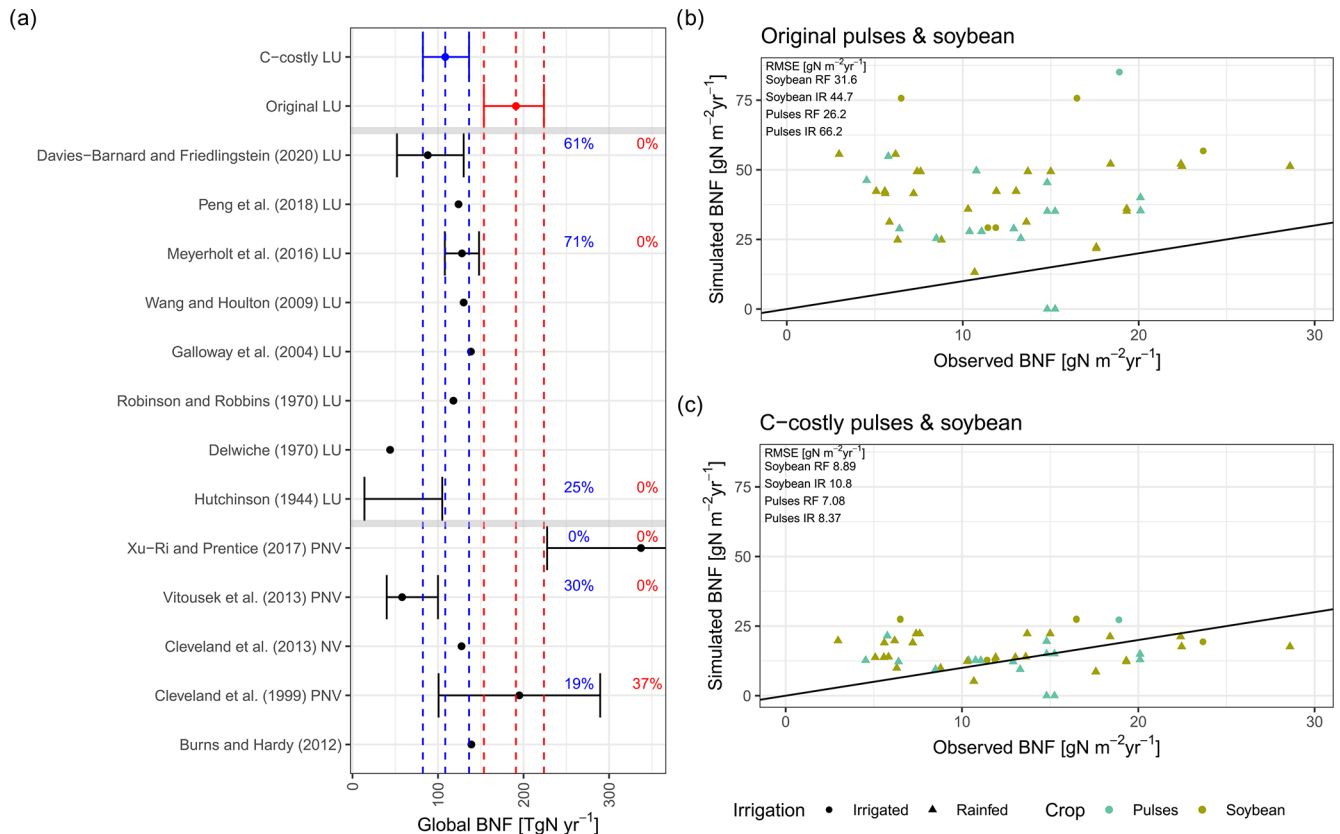 (a)
C−costly LU
Original LU
Davies−Barnard and Friedlingstein (2020) LU
61% 0%
Peng et al. (2018) LU
Meyerholt et al. (2016) LU
71% 0%
Wang and Houlton (2009) LU
Galloway et al. (2004) LU
Robinson and Robbins (1970) LU
Delwiche (1970) LU
Hutchinson (1944) LU
25% 0%
Xu−Ri and Prentice (2017) PNV
0% 0%
Vitousek et al. (2013) PNV
30% 0%
Cleveland et al. (2013) NV
Cleveland et al. (1999) PNV
19% 37%
Burns and Hardy (2012)
0 100 200 300
Global BNF [TgN yr⁻¹]
(b)
Original pulses & soybean
RMSE [gN m⁻²yr⁻¹]
Soybean RF 31.6
Soybean IR 44.7
Pulses RF 26.2
Pulses IR 66.2
75
50
25
0
Simulated BNF [gN m⁻²yr⁻¹]
0 10 20 30
Observed BNF [gN m⁻²yr⁻¹]
(c)
C−costly pulses & soybean
RMSE [gN m⁻²yr⁻¹]
Soybean RF 8.89
Soybean IR 10.8
Pulses RF 7.08
Pulses IR 8.37
75
50
25
0
Simulated BNF [gN m⁻²yr⁻¹]
0 10 20 30
Observed BNF [gN m⁻²yr⁻¹]
Irrigation Irrigated Rainfed Crop Pulses Soybean